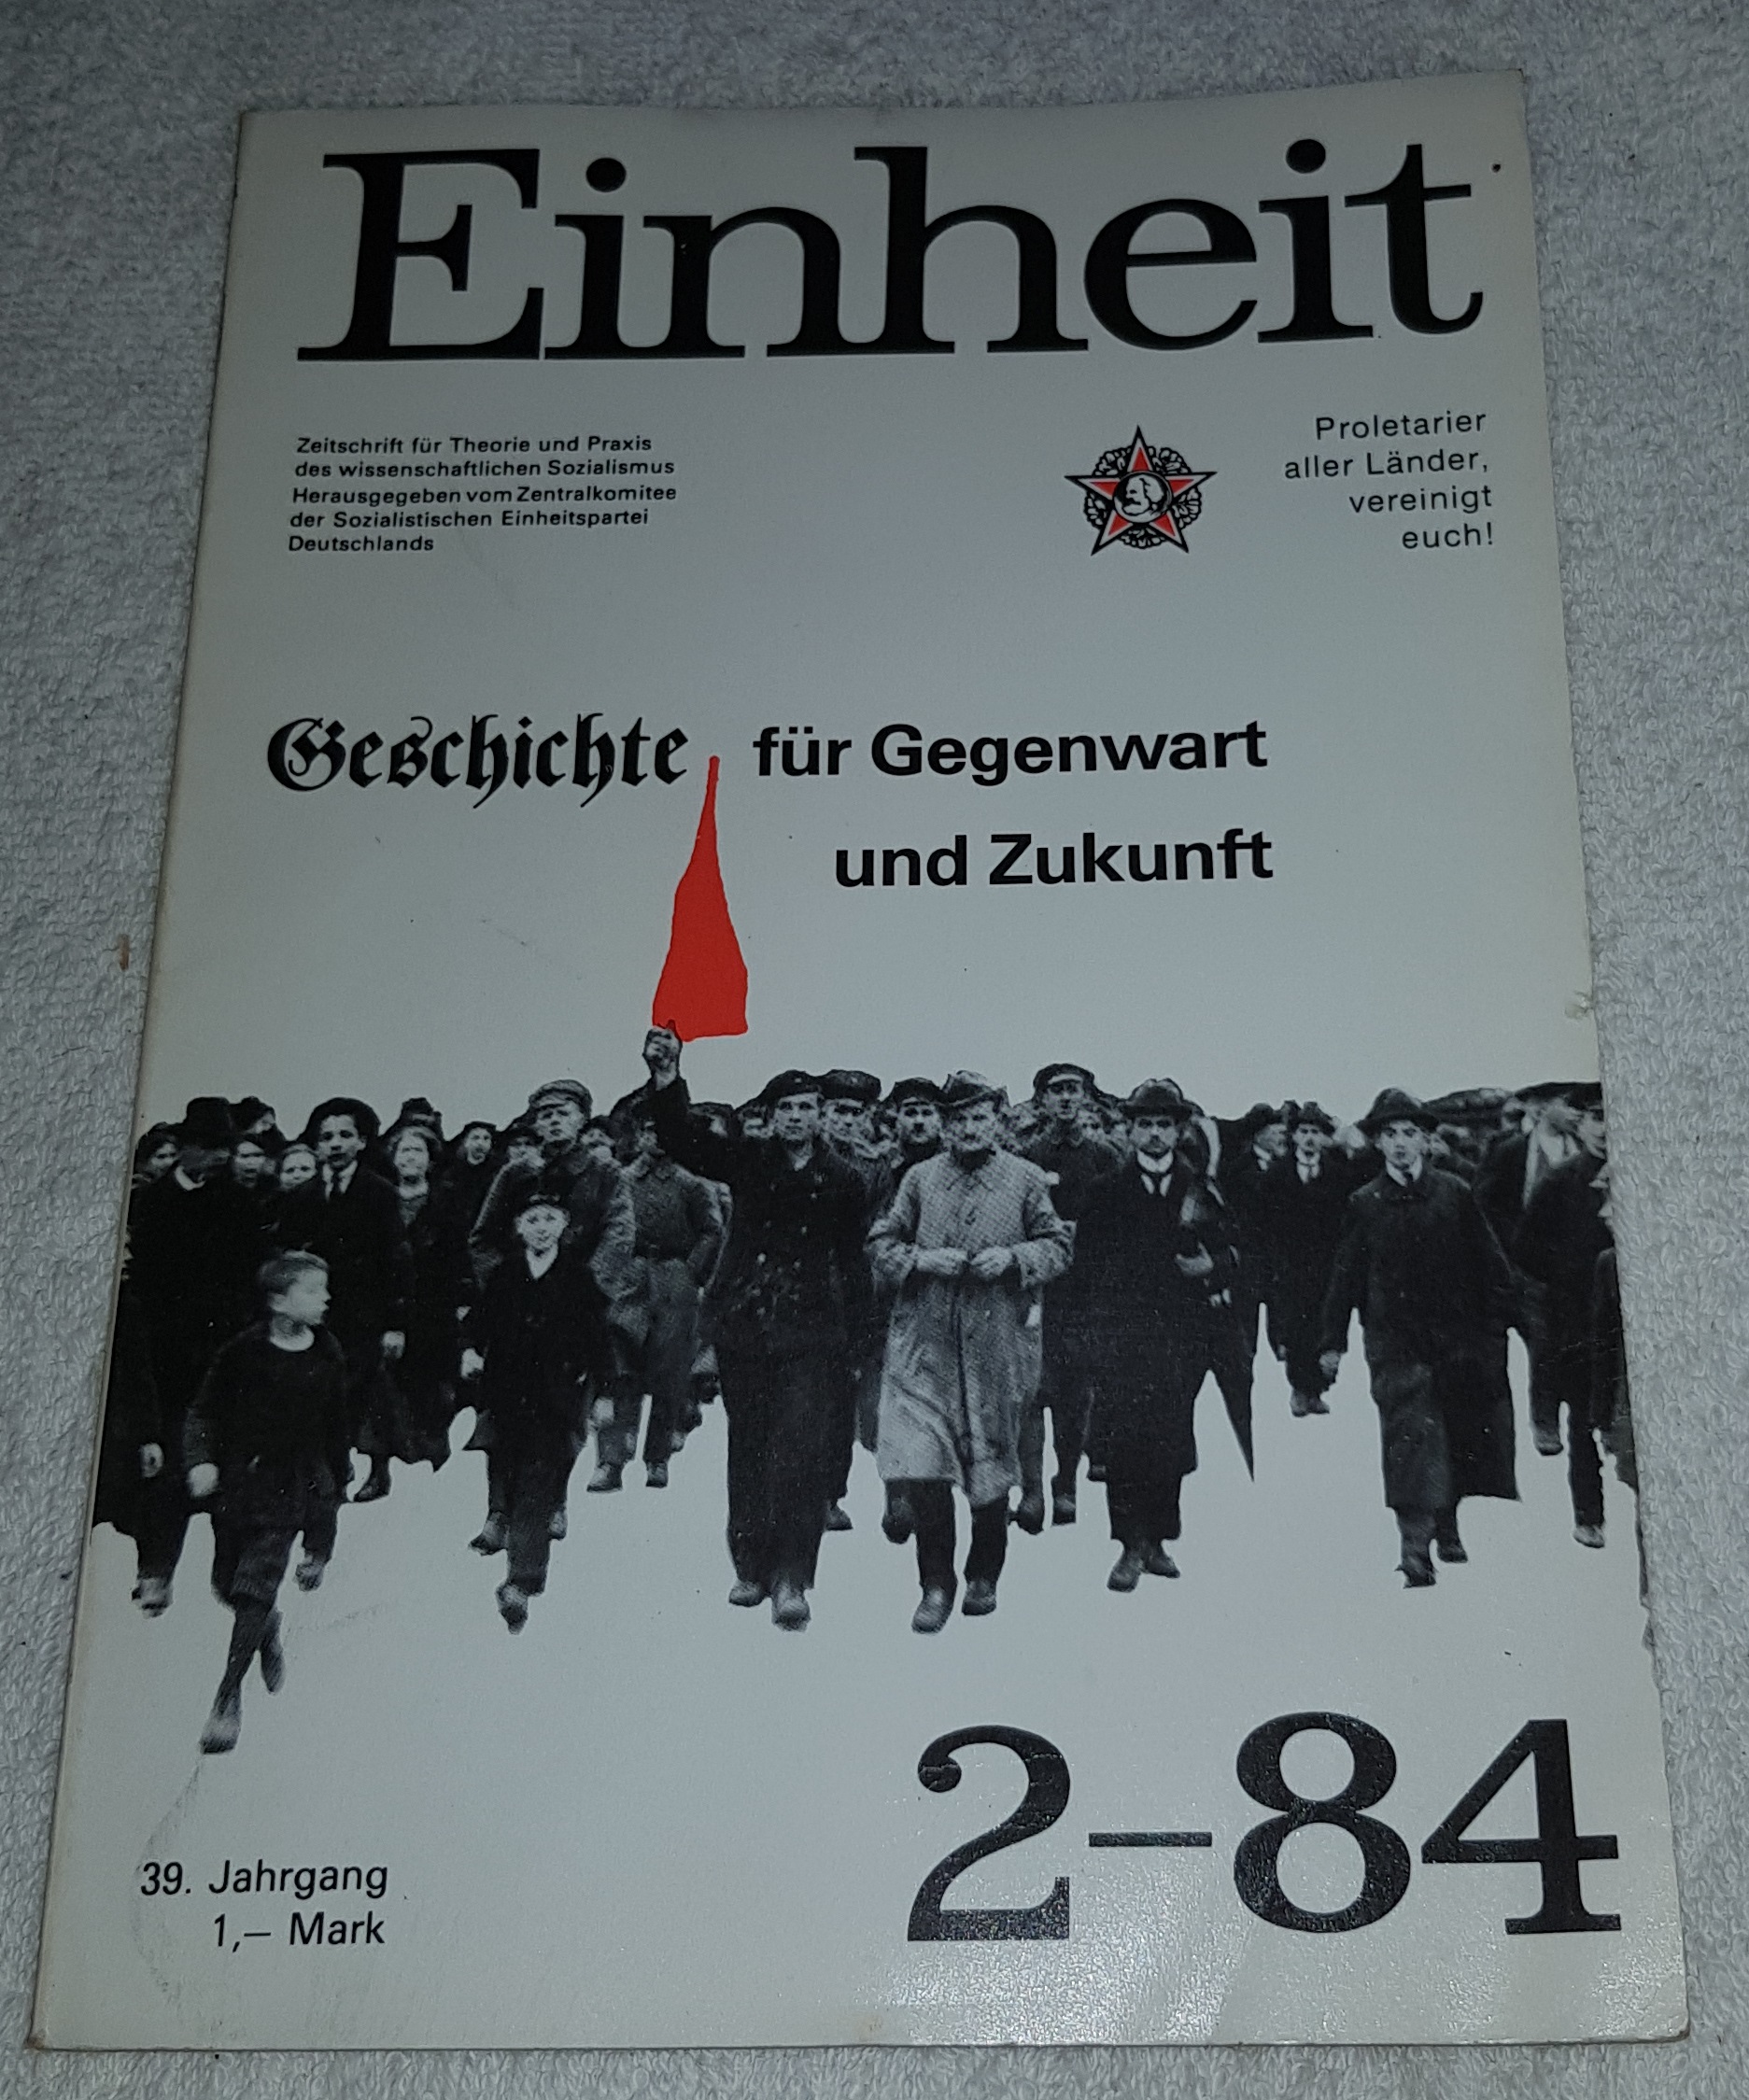 Einheit
Zeitschrift für Theorie und Praxis
des wissenschaftlichen Sozialismus
Herausgegeben vom Zentralkomitee
der Sozialistischen Einheitspartei
Deutschlands
Proletarier
aller Länder,
vereinigt
euch!
Geschichte für Gegenwart
und Zukunft
39. Jahrgang
1,– Mark
2–84